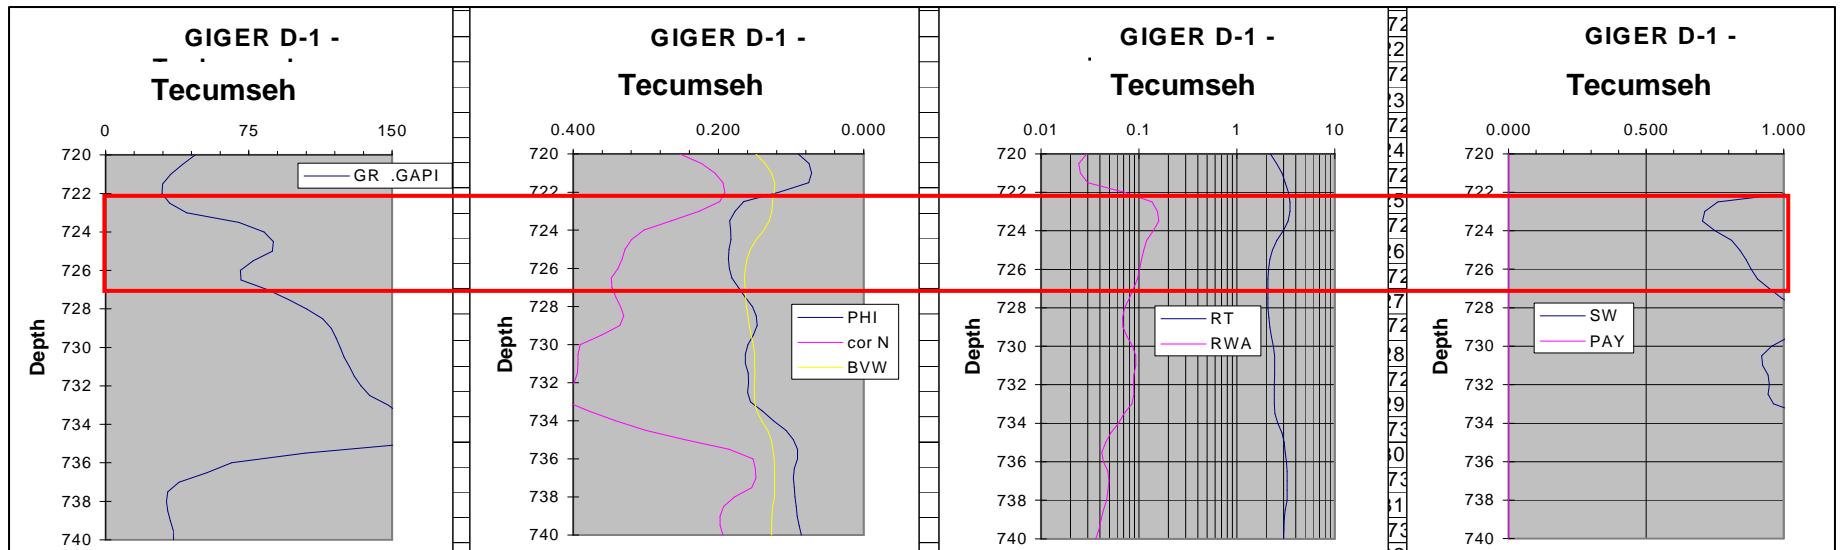 GIGER D-1 -
Tecumseh
0 75 150
720
722
724
726
728
730
732
734
736
738
740
Depth
GR .GAPI
GIGER D-1 -
Tecumseh
0.400 0.200 0.000
720
722
724
726
728
730
732
734
736
738
740
Depth
PHI
cor N
BVW
GIGER D-1 -
Tecumseh
0.01 0.1 1 10
720
722
724
726
728
730
732
734
736
738
740
Depth
RT
RWA
GIGER D-1 -
Tecumseh
0.000 0.500 1.000
720
722
724
726
728
730
732
734
736
738
740
Depth
SW
PAY